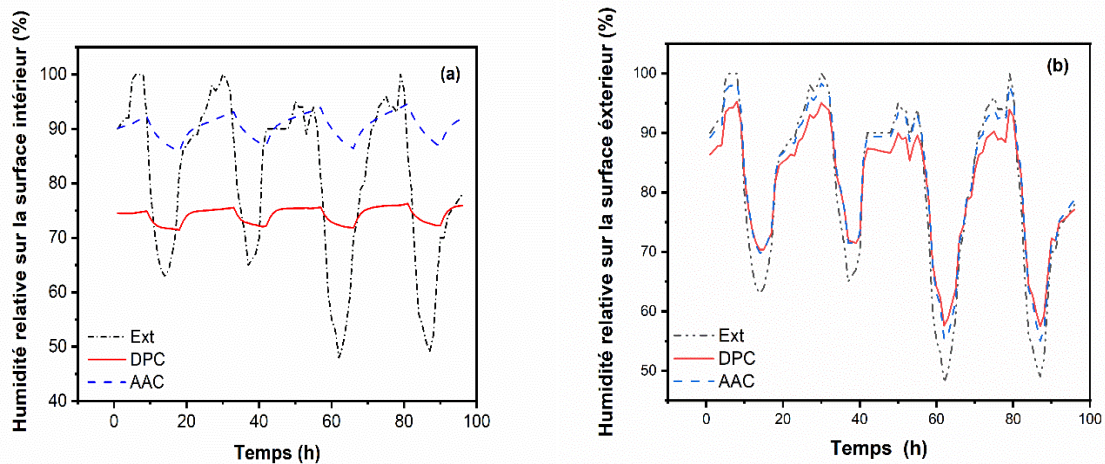 Humidité relative sur la surface intérieur (%)
(a)
100
90
80
70
60
50
40
Ext
DPC
AAC
0
20
40
60
80
100
Temps (h)
Humidité relative sur la surface éxterieur (%)
(b)
100
90
80
70
60
50
Ext
DPC
AAC
0
20
40
60
80
100
Temps (h)